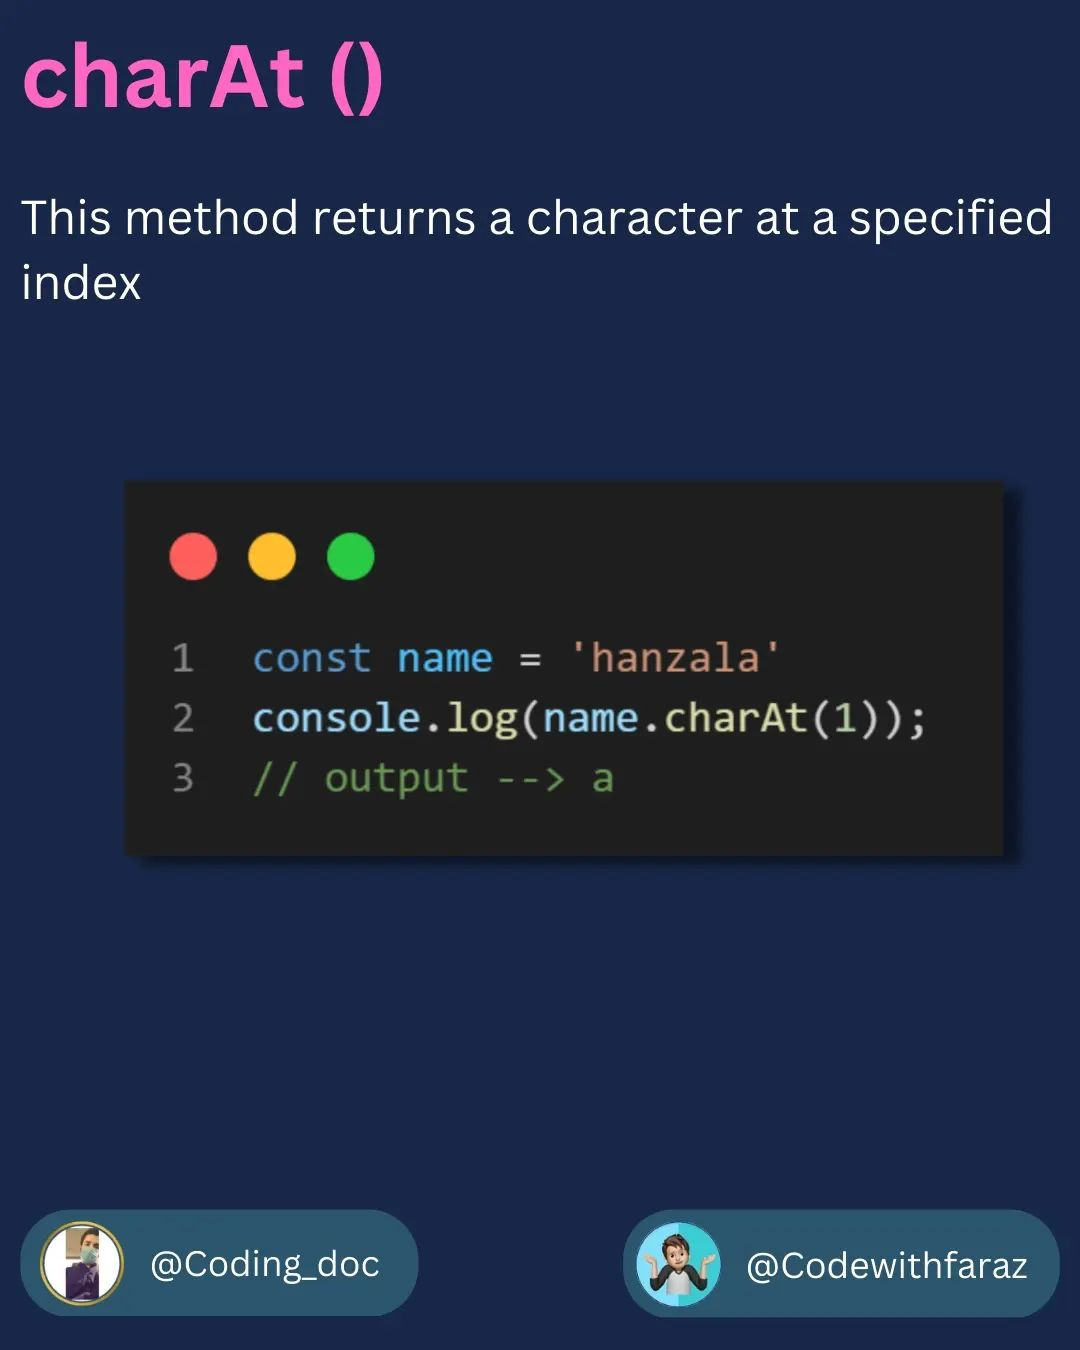 charAt ()
This method returns a character at a specified
index
1 const name = 'hanzala'
2 console.log(name.charAt(1));
3 // output --> a
@Coding_doc
@Codewithfaraz